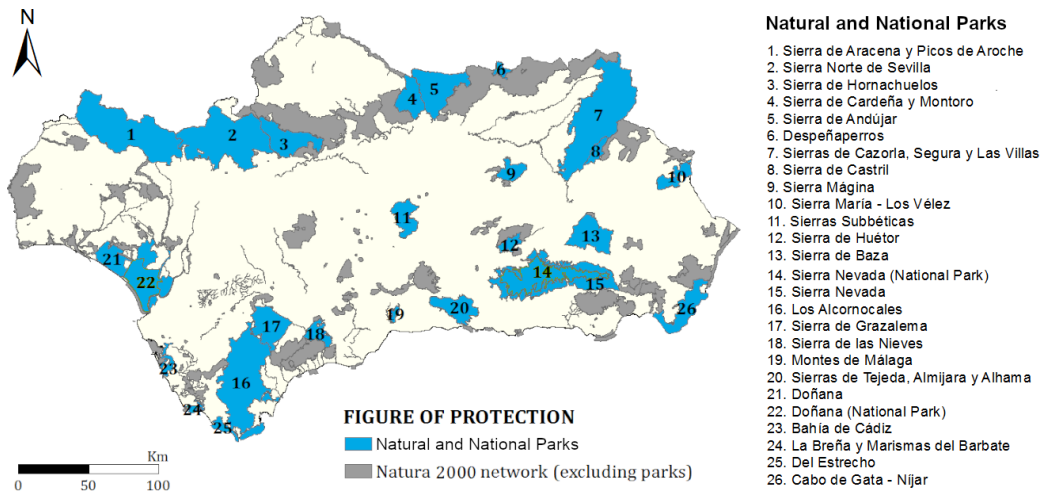 N
Natural and National Parks
1. Sierra de Aracena y Picos de Aroche
2. Sierra Norte de Sevilla
3. Sierra de Hornachuelos
4. Sierra de Cardeña y Montoro
5. Sierra de Andújar
6. Despeñaperros
7. Sierras de Cazorla, Segura y Las Villas
8. Sierra de Castril
9. Sierra Mágina
10. Sierra María - Los Vélez
11. Sierras Subbéticas
12. Sierra de Huétor
13. Sierra de Baza
14. Sierra Nevada (National Park)
15. Sierra Nevada
16. Los Alcornocales
17. Sierra de Grazalema
18. Sierra de las Nieves
19. Montes de Málaga
20. Sierras de Tejeda, Almijara y Alhama
21. Doñana
22. Doñana (National Park)
23. Bahía de Cádiz
24. La Breña y Marismas del Barbate
25. Del Estrecho
26. Cabo de Gata - Níjar
6
5
4
7
1
2
3
8
9
10
11
12
13
21
22
14
15
20
19
26
17
18
23
16
24
25
FIGURE OF PROTECTION
Natural and National Parks
Natura 2000 network (excluding parks)
Km
0 50 100